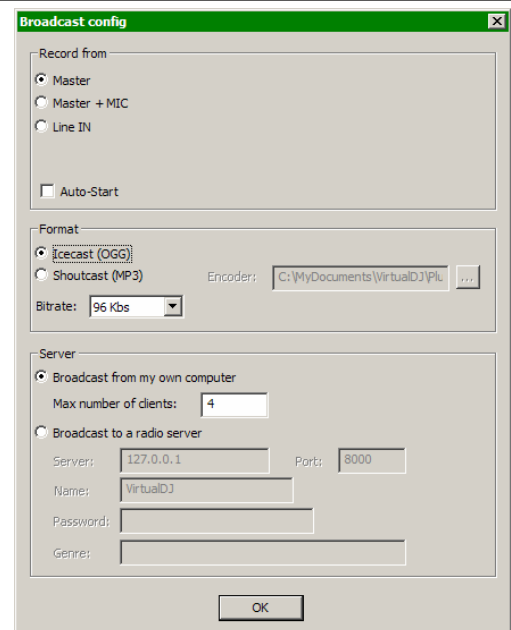 Broadcast config
Record from
Master
Master + MIC
Line IN
Auto-Start
Format
Icecast (OGG)
Shoutcast (MP3) Encoder: C:\MyDocuments\VirtualDJ\Plu ...
Bitrate: 96 Kbs
Server
Broadcast from my own computer
Max number of clients: 4
Broadcast to a radio server
Server: 127.0.0.1 Port: 8000
Name: VirtualDJ
Password:
Genre:
OK